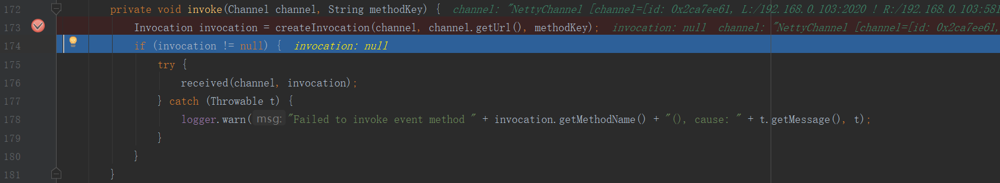 172 private void invoke(Channel channel, String methodKey) { channel: "NettyChannel [channel=[id: 0x2ca7ee61, L:/192.168.0.103:2020 ! R:/192.168.0.103:581
173 Invocation invocation = createInvocation(channel, channel.getUrl(), methodKey); invocation: null channel: "NettyChannel [channel=[id: 0x2ca7ee61,
174 if (invocation != null) { invocation: null
175 try {
176 received(channel, invocation);
177 } catch (Throwable t) {
178 logger.warn( msg: "Failed to invoke event method " + invocation.getMethodName() + "(), cause: " + t.getMessage(), t);
179 }
180 }
181 }